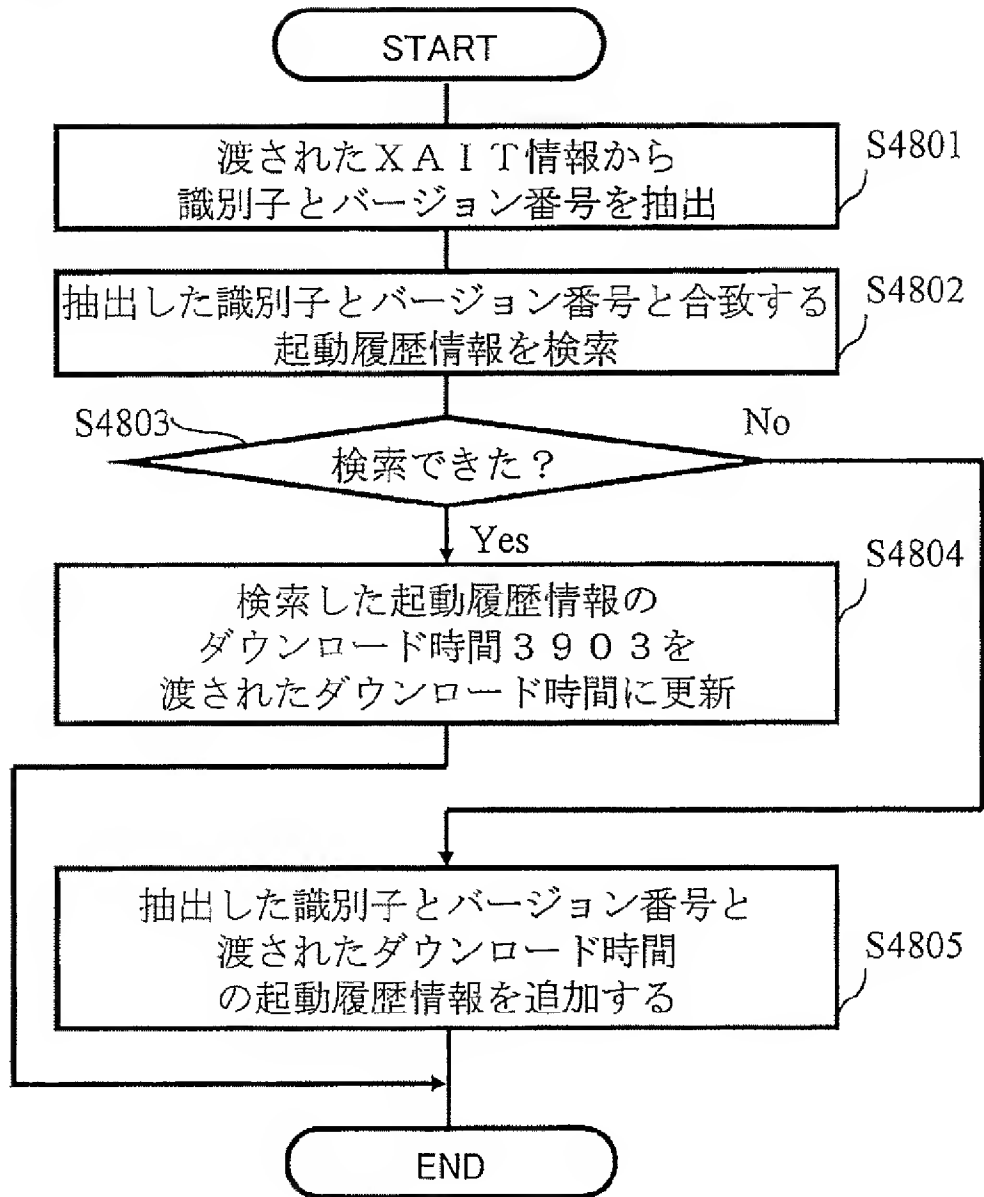 START
渡されたＸＡＩＴ情報から
識別子とバージョン番号を抽出
S4801
抽出した識別子とバージョン番号と合致する
起動履歴情報を検索
S4802
S4803
検索できた？
No
Yes
検索した起動履歴情報の
ダウンロード時間３９０３を
渡されたダウンロード時間に更新
S4804
抽出した識別子とバージョン番号と
渡されたダウンロード時間
の起動履歴情報を追加する
S4805
END